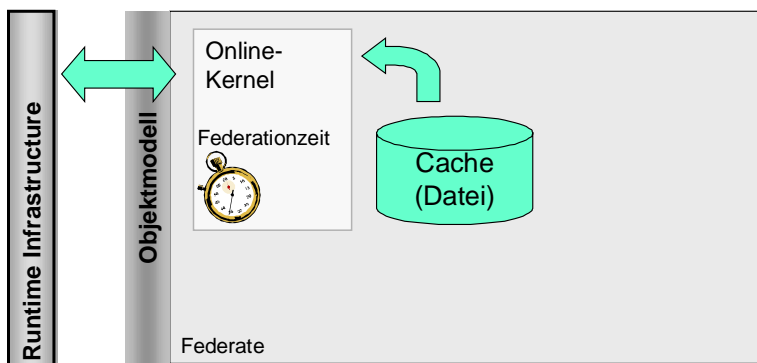 Runtime Infrastructure
Objektmodell
Online-
Kernel
Federationzeit
Cache
(Datei)
Federate